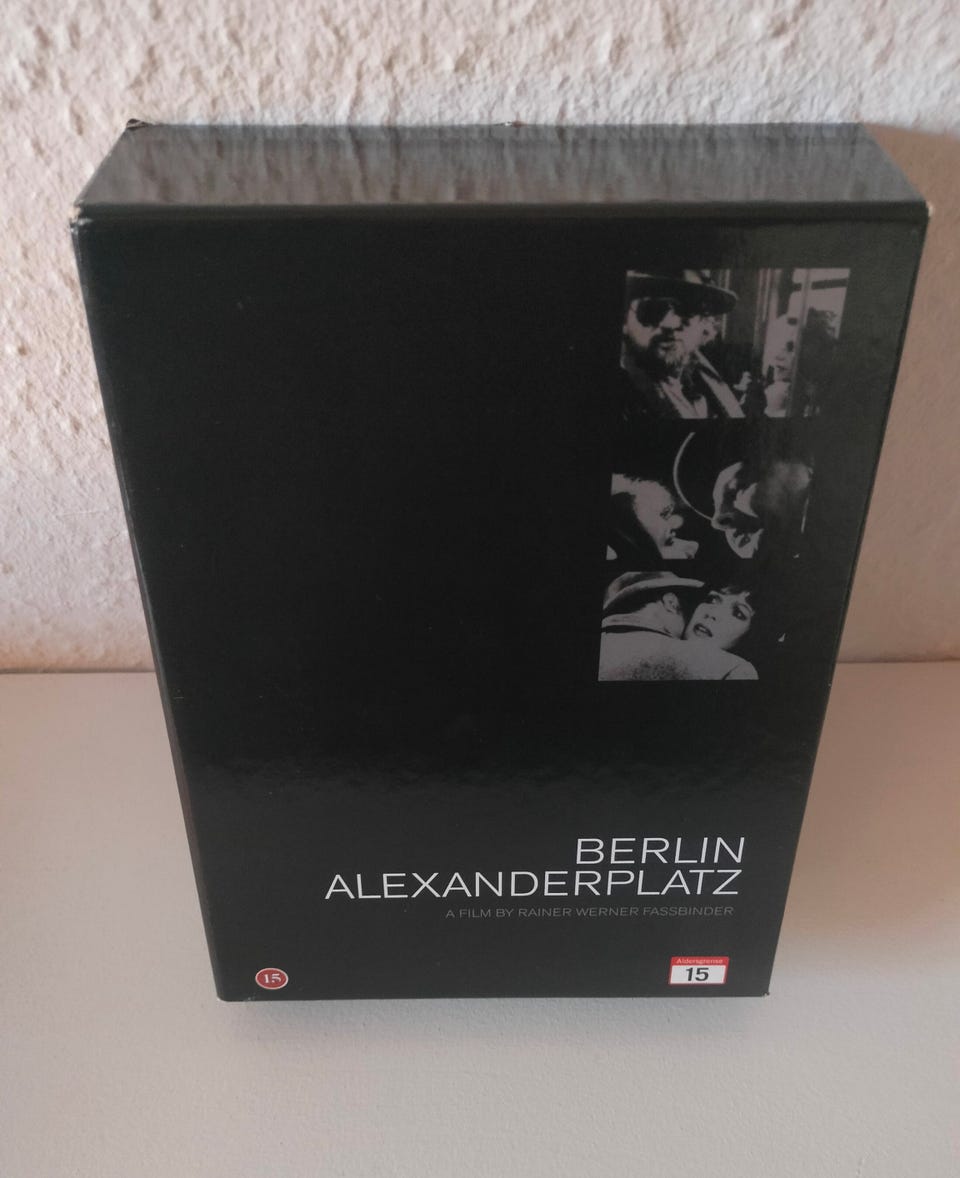 BERLIN
ALEXANDERPLATZ
A FILM BY RAINER WERNER FASSBINDER
15
Aldersgrense
15